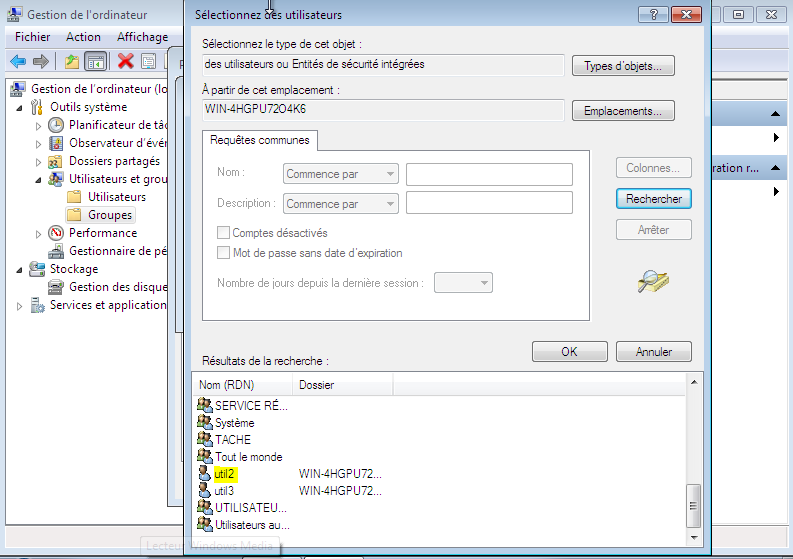 Gestion de l'ordinateur
Fichier Action Affichage
Gestion de l'ordinateur (lo
Outils système
Planificateur de tâc
Observateur d'évér
Dossiers partagés
Utilisateurs et grou
Utilisateurs
Groupes
Performance
Gestionnaire de pé
Stockage
Gestion des disque
Services et application
Sélectionnez des utilisateurs
Sélectionnez le type de cet objet :
des utilisateurs ou Entités de sécurité intégrées
Types d'objets...
À partir de cet emplacement :
WIN-4HGPU72O4K6
Emplacements...
Requêtes communes
Nom :
Commence par
Description :
Commence par
Comptes désactivés
Mot de passe sans date d'expiration
Nombre de jours depuis la dernière session :
Colonnes...
Rechercher
Arrêter
OK
Annuler
Résultats de la recherche :
Nom (RDN) Dossier
SERVICE RÉ...
Système
TACHE
Tout le monde
util2 WIN-4HGPU72...
util3 WIN-4HGPU72...
UTILISATEU...
Utilisateurs au...
ration r...
Lecteur Windows Media